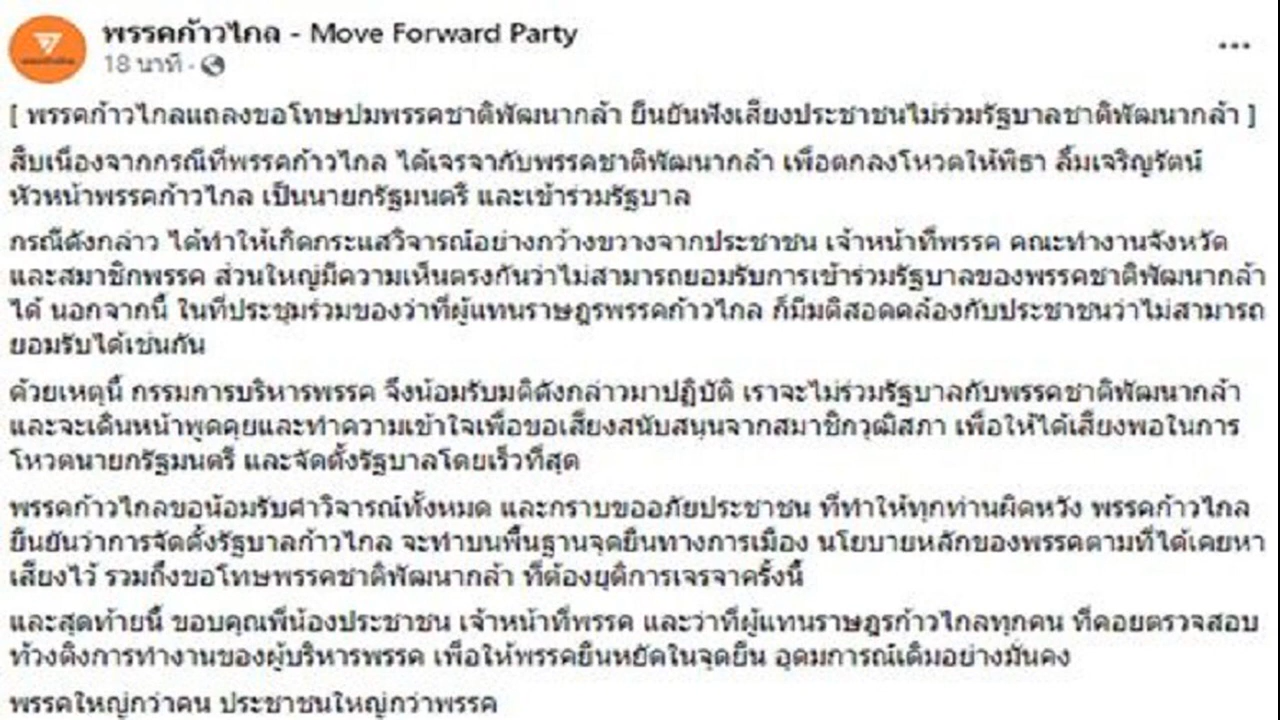 พรรคก้าวไกล - Move Forward Party
18 นาที ·
[ พรรคก้าวไกลแถลงขอโทษปมพรรคชาติพัฒนากล้า ยืนยันฟังเสียงประชาชนไม่ร่วมรัฐบาลชาติพัฒนากล้า ]
สืบเนื่องจากกรณีที่พรรคก้าวไกล ได้เจรจากับพรรคชาติพัฒนากล้า เพื่อตกลงโหวตให้พิธา ลิ้มเจริญรัตน์
หัวหน้าพรรคก้าวไกล เป็นนายกรัฐมนตรี และเข้าร่วมรัฐบาล
กรณีดังกล่าว ได้ทำให้เกิดกระแสวิจารณ์อย่างกว้างขวางจากประชาชน เจ้าหน้าที่พรรค คณะทำงานจังหวัด
และสมาชิกพรรค ส่วนใหญ่มีความเห็นตรงกันว่าไม่สามารถยอมรับการเข้าร่วมรัฐบาลของพรรคชาติพัฒนากล้า
ได้ นอกจากนี้ ในที่ประชุมร่วมของว่าที่ผู้แทนราษฎรพรรคก้าวไกล ก็มีมติสอดคล้องกับประชาชนว่าไม่สามารถ
ยอมรับได้เช่นกัน
ด้วยเหตุนี้ กรรมการบริหารพรรค จึงน้อมรับมติดังกล่าวมาปฏิบัติ เราจะไม่ร่วมรัฐบาลกับพรรคชาติพัฒนากล้า
และจะเดินหน้าพูดคุยและทำความเข้าใจเพื่อขอเสียงสนับสนุนจากสมาชิกวุฒิสภา เพื่อให้ได้เสียงพอในการ
โหวตนายกรัฐมนตรี และจัดตั้งรัฐบาลโดยเร็วที่สุด
พรรคก้าวไกลขอน้อมรับคำวิจารณ์ทั้งหมด และกราบขออภัยประชาชน ที่ทำให้ทุกท่านผิดหวัง พรรคก้าวไกล
ยืนยันว่าการจัดตั้งรัฐบาลก้าวไกล จะทำบนพื้นฐานจุดยืนทางการเมือง นโยบายหลักของพรรคตามที่ได้เคยหา
เสียงไว้ รวมถึงขอโทษพรรคชาติพัฒนากล้า ที่ต้องยุติการเจรจาครั้งนี้
และสุดท้ายนี้ ขอบคุณพี่น้องประชาชน เจ้าหน้าที่พรรค และว่าที่ผู้แทนราษฎรก้าวไกลทุกคน ที่คอยตรวจสอบ
ท้วงติงการทำงานของผู้บริหารพรรค เพื่อให้พรรคยืนหยัดในจุดยืน อุดมการณ์เดิมอย่างมั่นคง
พรรคใหญ่กว่าคน ประชาชนใหญ่กว่าพรรค